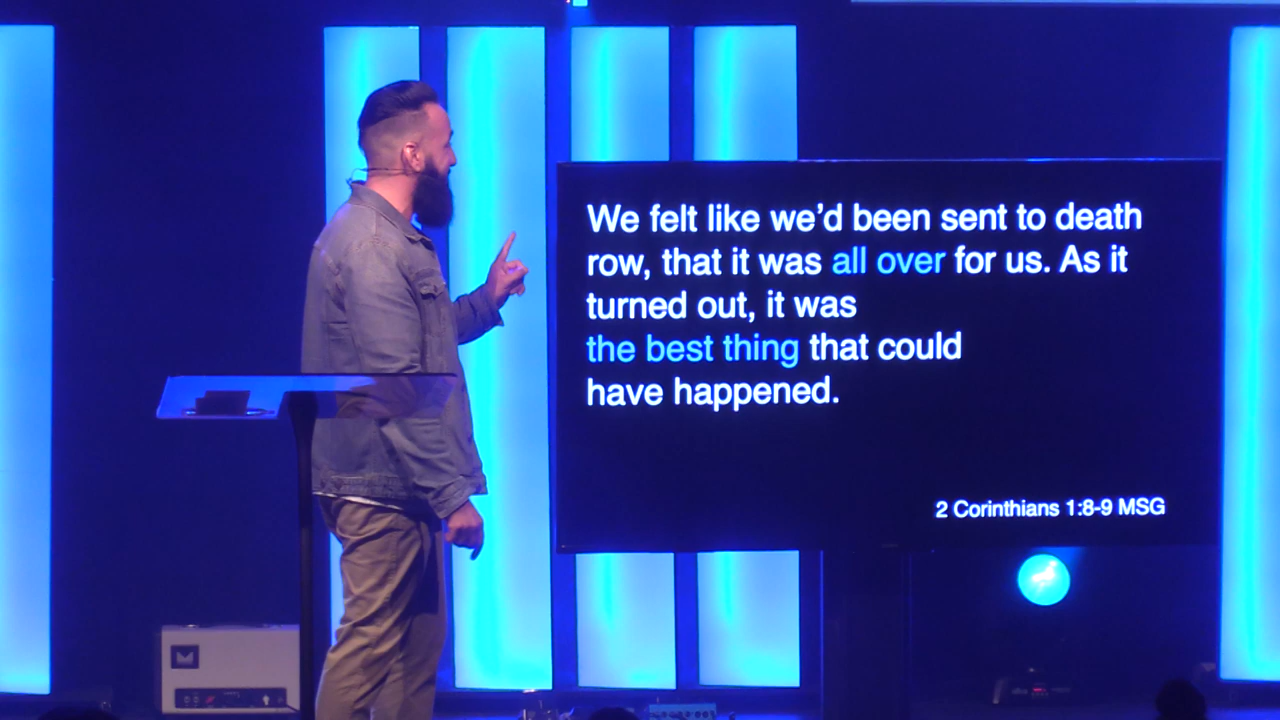 We felt like we’d been sent to death
row, that it was all over for us. As it
turned out, it was
the best thing that could
have happened.
2 Corinthians 1:8-9 MSG